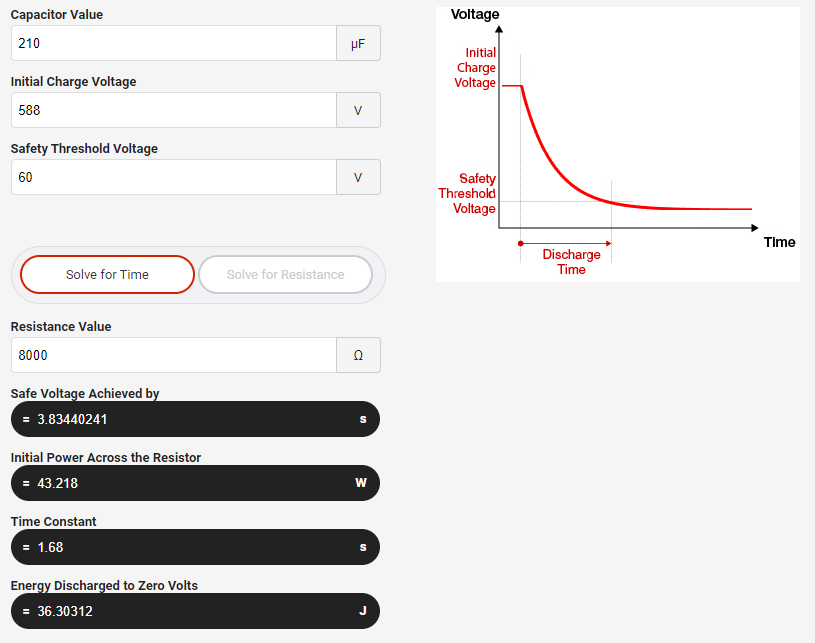 Capacitor Value
210 µF
Initial Charge Voltage
588 V
Safety Threshold Voltage
60 V
Solve for Time Solve for Resistance
Resistance Value
8000 Ω
Safe Voltage Achieved by
= 3.83440241 s
Initial Power Across the Resistor
= 43.218 W
Time Constant
= 1.68 s
Energy Discharged to Zero Volts
= 36.30312 J
Voltage
Initial
Charge
Voltage
Safety
Threshold
Voltage
Time
Discharge
Time